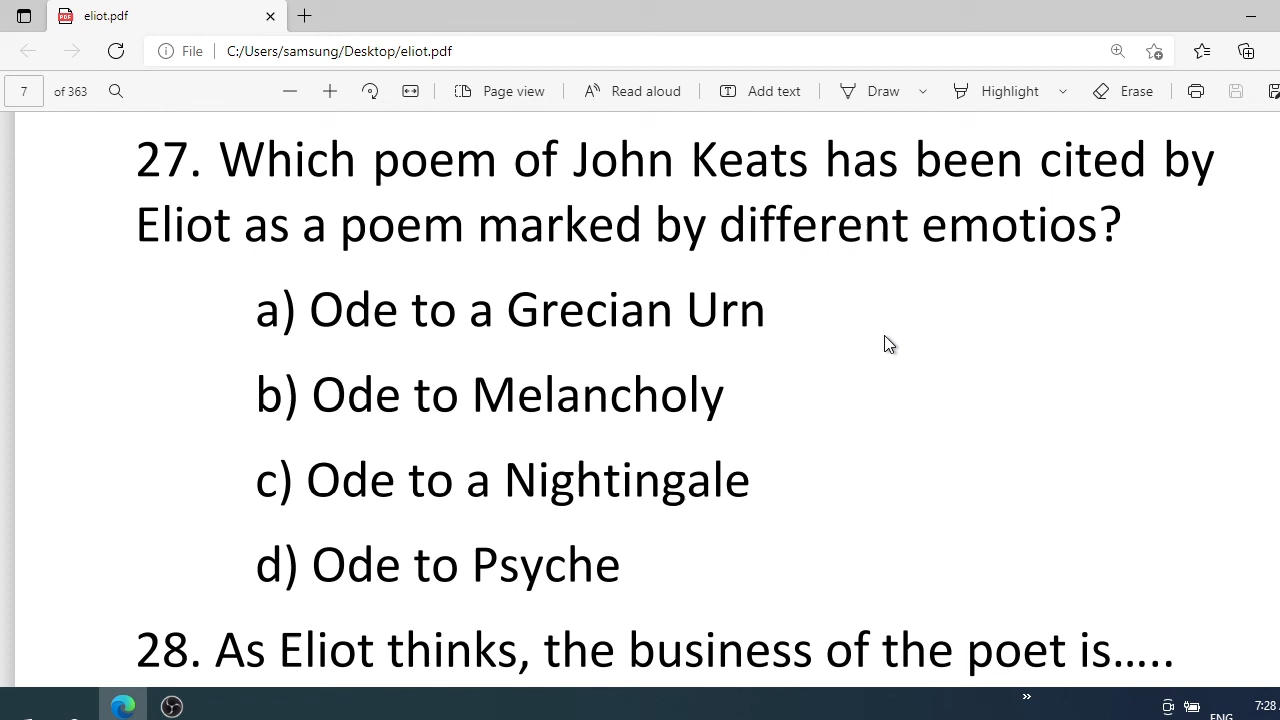 eliot.pdf
File C:/Users/samsung/Desktop/eliot.pdf
7 of 363 Page view Read aloud Add text Draw Highlight Erase
27. Which poem of John Keats has been cited by
Eliot as a poem marked by different emotios?
a) Ode to a Grecian Urn
b) Ode to Melancholy
c) Ode to a Nightingale
d) Ode to Psyche
28. As Eliot thinks, the business of the poet is.....
ENG 7:28